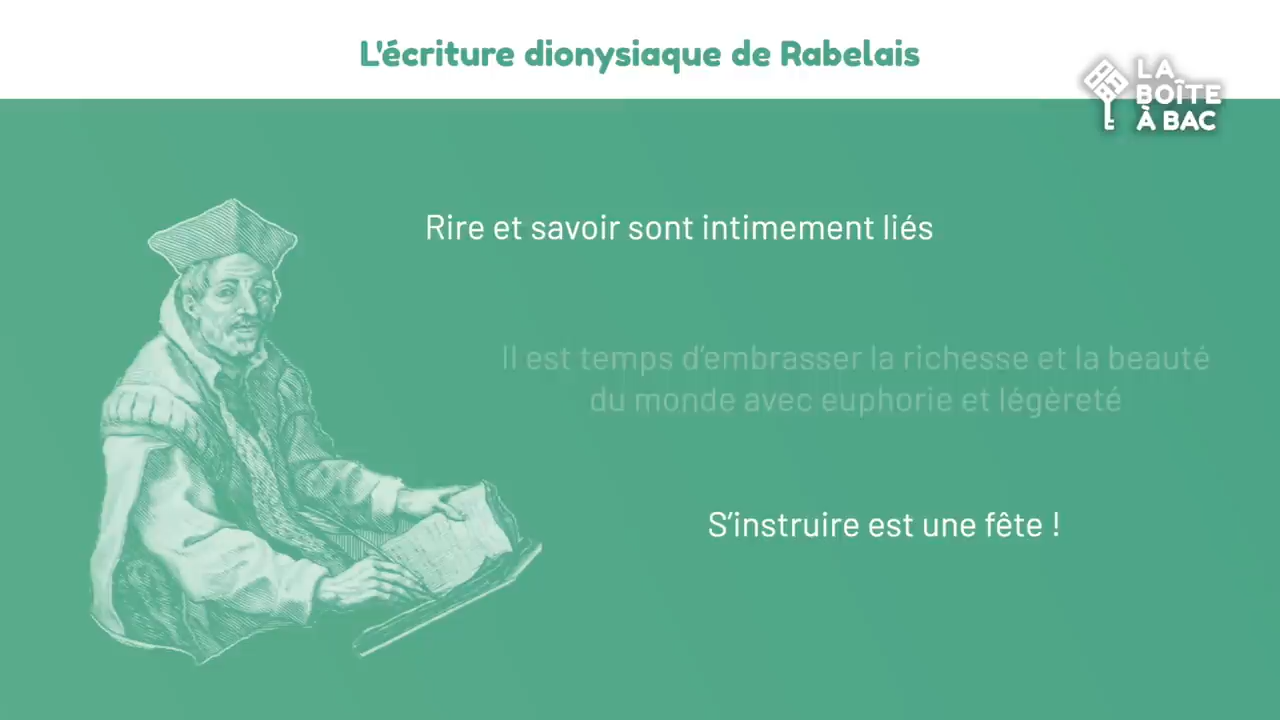 L'écriture dionysiaque de Rabelais
LA
BOÎTE
À BAC
Rire et savoir sont intimement liés
Il est temps d'embrasser la richesse et la beauté
du monde avec euphorie et légèreté
S'instruire est une fête !